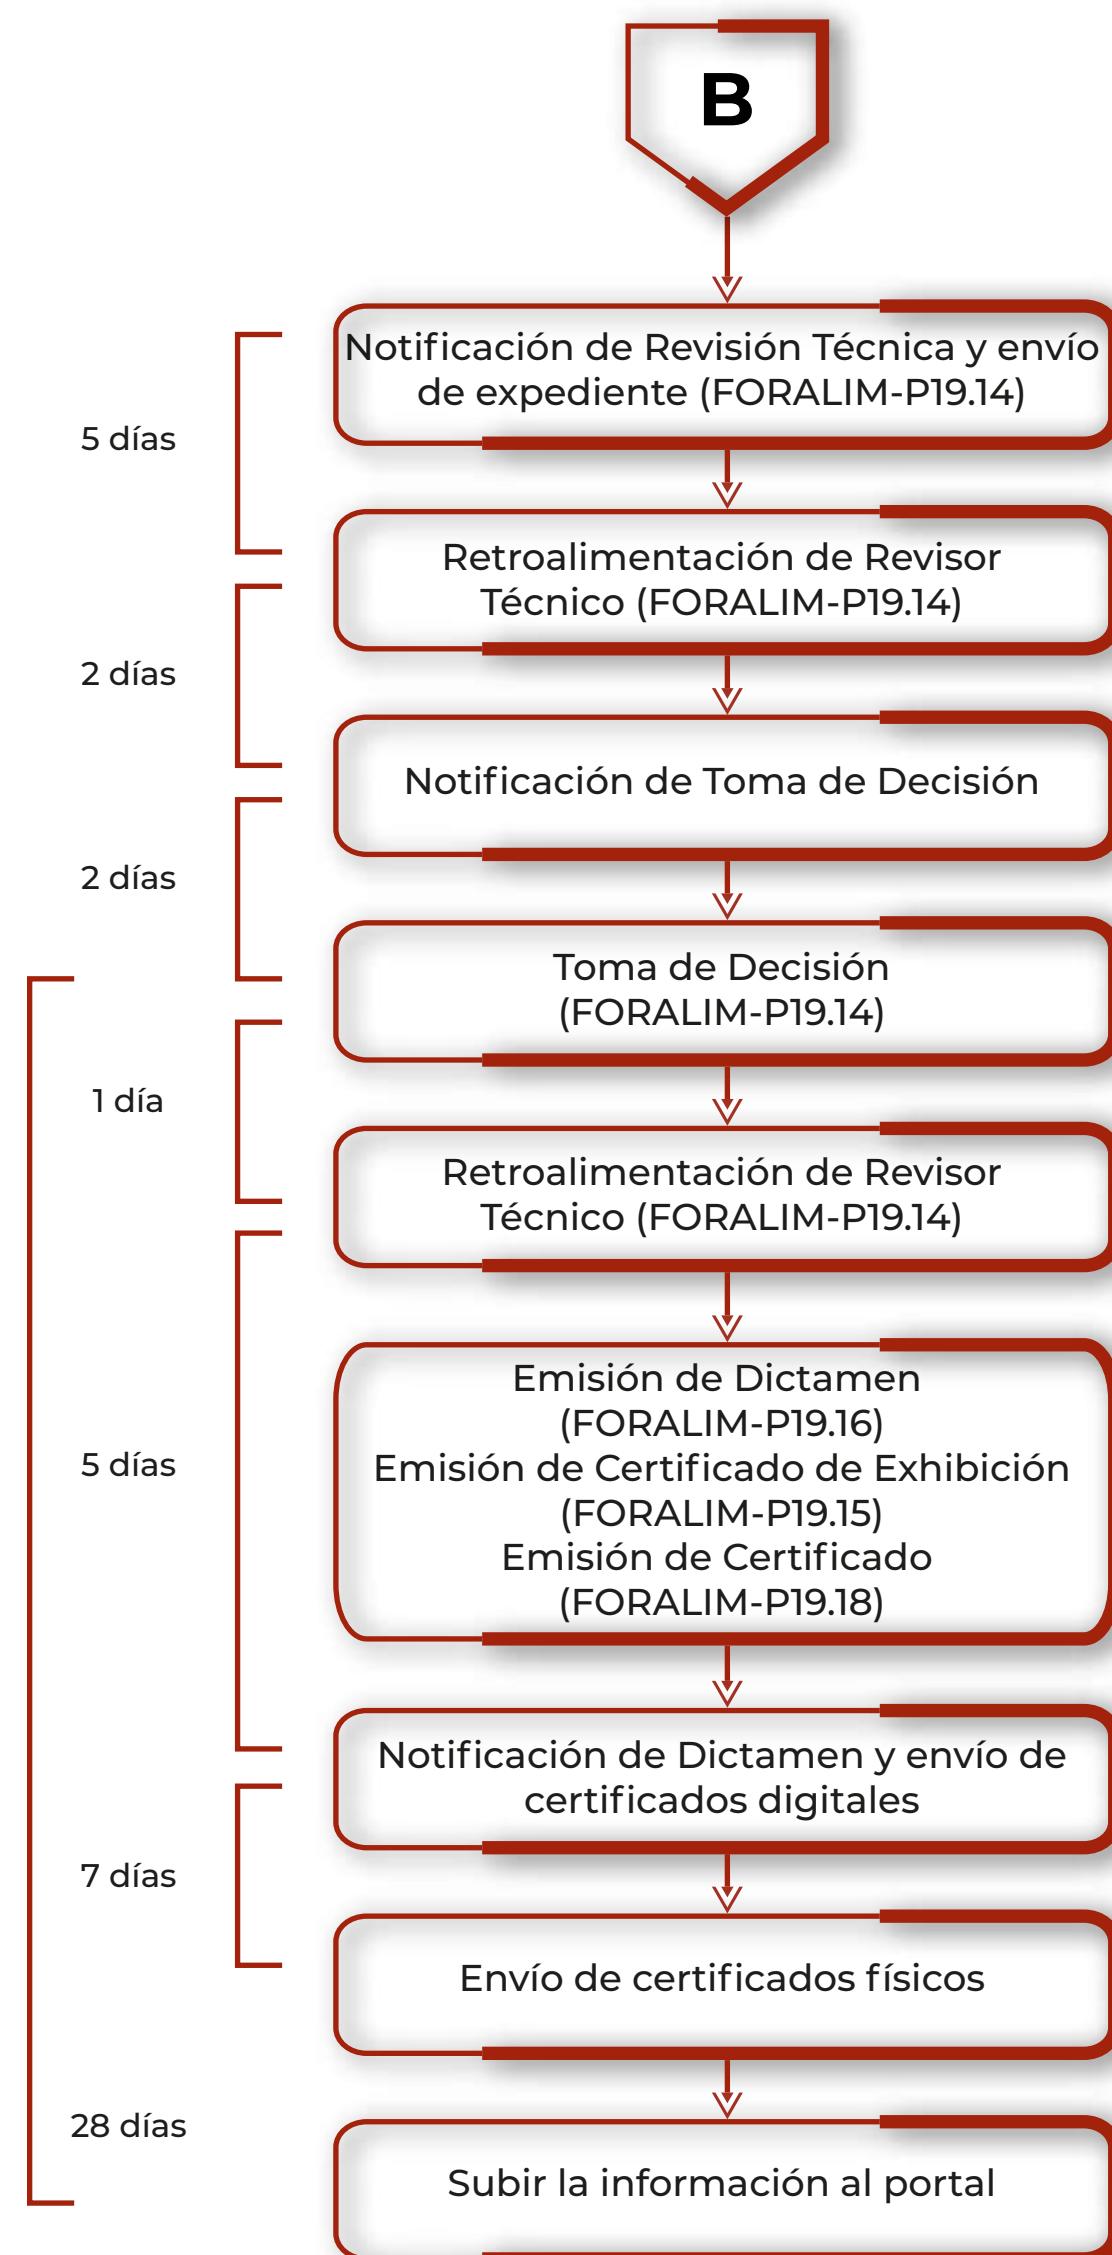 B
Notificación de Revisión Técnica y envío
de expediente (FORALIM-P19.14)
5 días
Retroalimentación de Revisor
Técnico (FORALIM-P19.14)
2 días
Notificación de Toma de Decisión
2 días
Toma de Decisión
(FORALIM-P19.14)
1 día
Retroalimentación de Revisor
Técnico (FORALIM-P19.14)
Emisión de Dictamen
(FORALIM-P19.16)
Emisión de Certificado de Exhibición
(FORALIM-P19.15)
Emisión de Certificado
(FORALIM-P19.18)
5 días
Notificación de Dictamen y envío de
certificados digitales
7 días
Envío de certificados físicos
28 días
Subir la información al portal